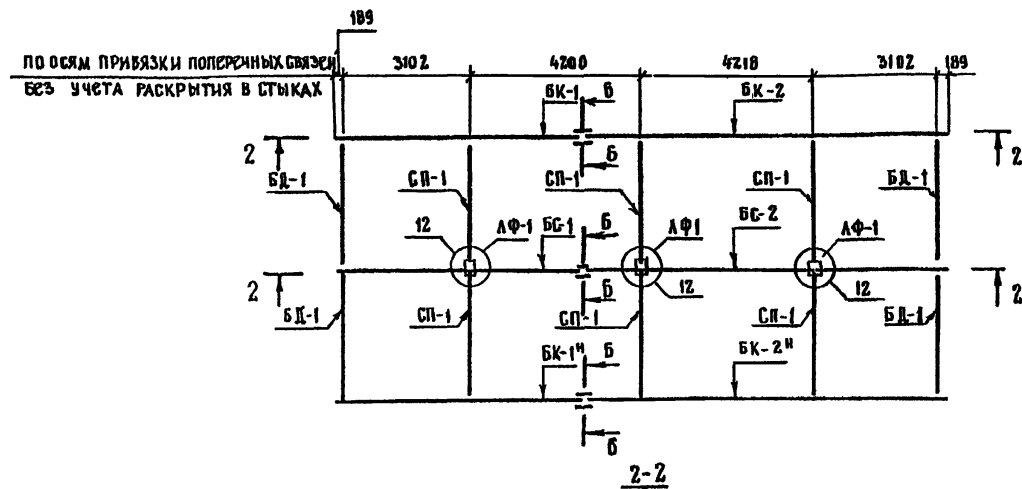 189
ПО ОСЯМ ПРИВЯЗКИ ПОПЕРЕЧНЫХ СВЯЗЕЙ 3102 4200 4218 3102 189
БЕЗ УЧЕТА РАСКРЫТИЯ В СТЫКАХ
БК-1 Б БК-2
2 Б 2
БД-1 СП-1 СП-1 СП-1 БД-1
12 ЛФ-1 БС-1 Б ЛФ1 БС-2 ЛФ-1
2 Б 12 12 2
БД-1 СП-1 СП-1 СП-1 БД-1
БК-1Н Б БК-2Н
Б
2-2